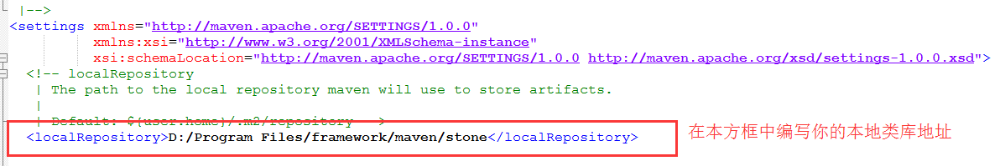 |-->
<settings xmlns="http://maven.apache.org/SETTINGS/1.0.0"
xmlns:xsi="http://www.w3.org/2001/XMLSchema-instance"
xsi:schemaLocation="http://maven.apache.org/SETTINGS/1.0.0 http://maven.apache.org/xsd/settings-1.0.0.xsd">
<!-- localRepository
| The path to the local repository maven will use to store artifacts.
|
| Default: ${user.home}/.m2/repository -->
<localRepository>D:/Program Files/framework/maven/stone</localRepository>
在本方框中编写你的本地类库地址